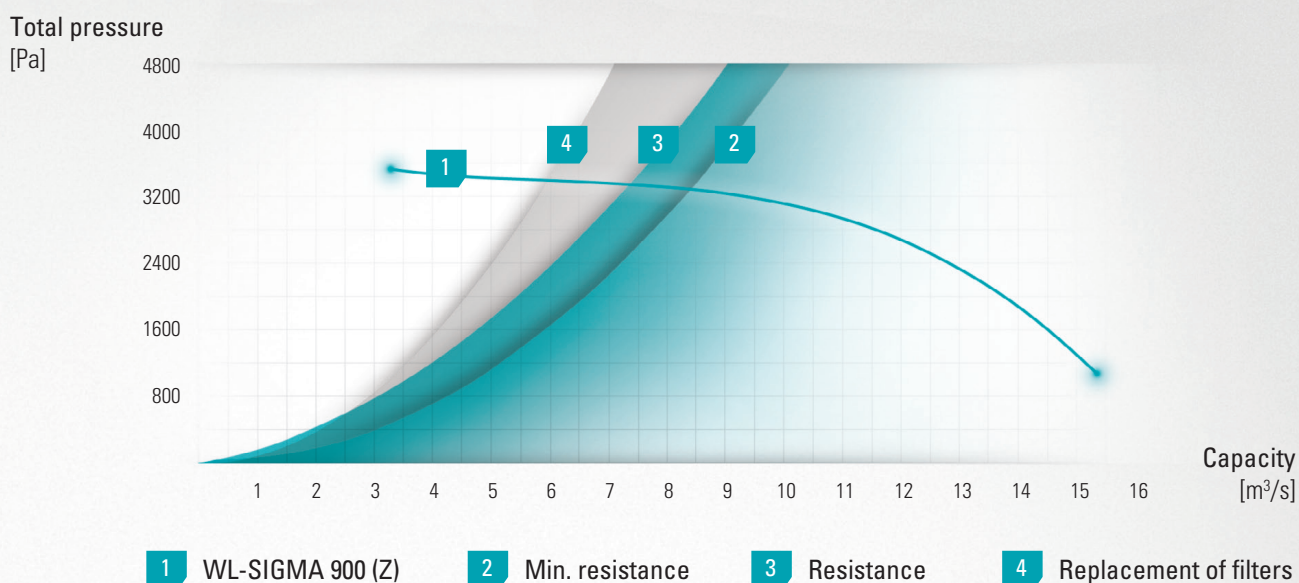 Total pressure
[Pa]
4800
4000
3200
2400
1600
800
4
3
2
1
Capacity
[m³/s]
1 2 3 4 5 6 7 8 9 10 11 12 13 14 15 16
1 WL-SIGMA 900 (Z) 2 Min. resistance 3 Resistance 4 Replacement of filters